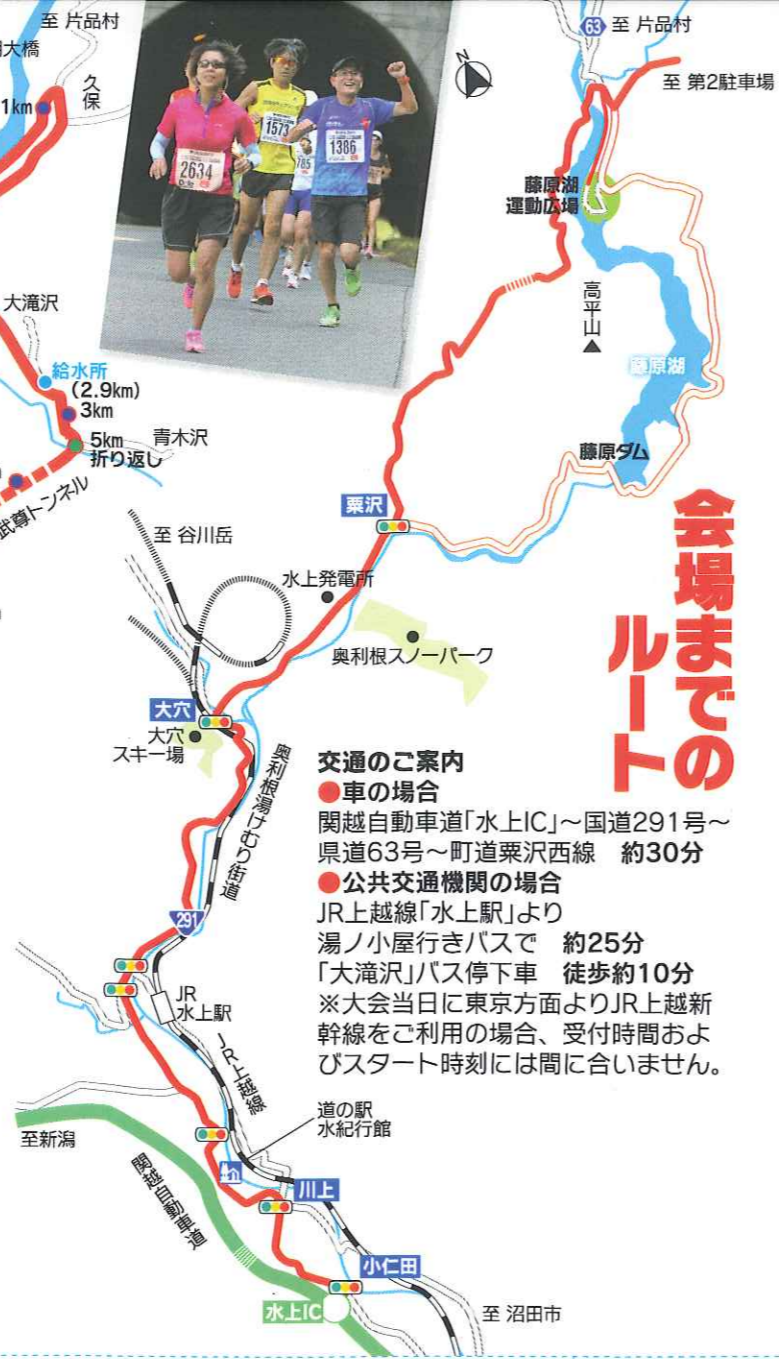 至 片品村
大橋
久保
1km
大滝沢
給水所
(2.9km)
3km
5km
折り返し
青木沢
武尊トンネル
2634
1573
785
1386
N
63
至 片品村
至 第2駐車場
藤原湖
運動広場
高平山
藤原湖
藤原ダム
粟沢
至 谷川岳
水上発電所
奥利根スノーパーク
大穴
大穴
スキー場
奥利根湯けむり街道
291
JR
水上駅
JR上越線
道の駅
水紀行館
至新潟
関越自動車道
川上
小仁田
水上IC
至 沼田市
会場までの
ルート
交通のご案内
●車の場合
関越自動車道「水上IC」～国道291号～
県道63号～町道粟沢西線 約30分
●公共交通機関の場合
JR上越線「水上駅」より
湯ノ小屋行きバスで 約25分
「大滝沢」バス停下車 徒歩約10分
※大会当日に東京方面よりJR上越新
幹線をご利用の場合、受付時間およ
びスタート時刻には間に合いません。